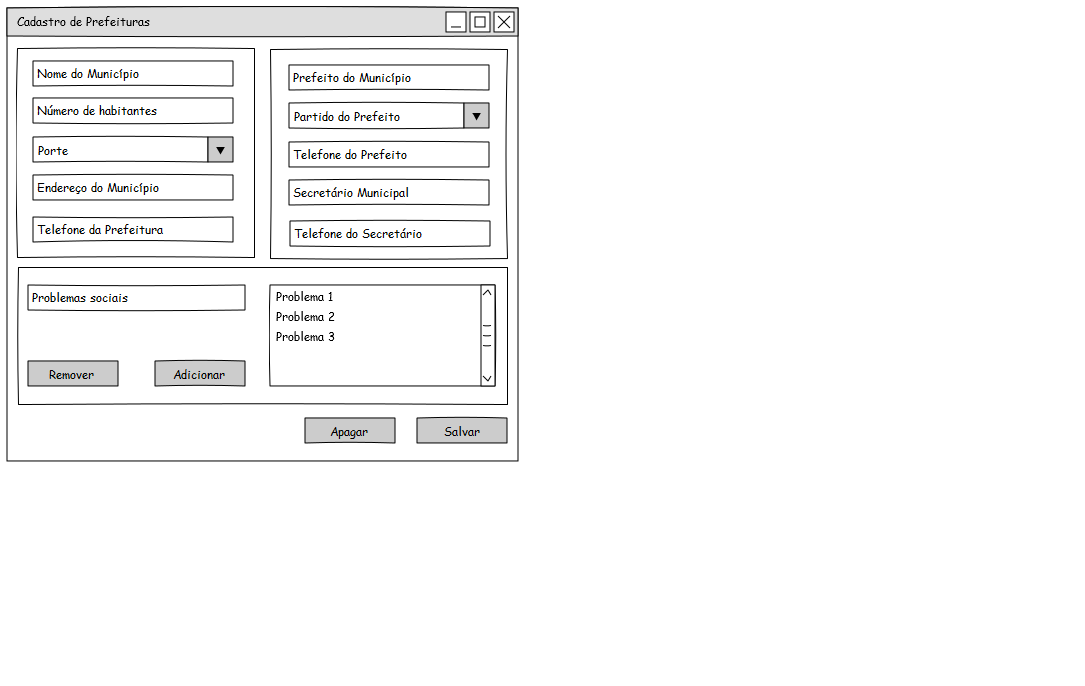 Cadastro de Prefeituras
Nome do Município
Número de habitantes
Porte
Endereço do Município
Telefone da Prefeitura
Prefeito do Município
Partido do Prefeito
Telefone do Prefeito
Secretário Municipal
Telefone do Secretário
Problemas sociais
Remover
Adicionar
Problema 1
Problema 2
Problema 3
Apagar
Salvar